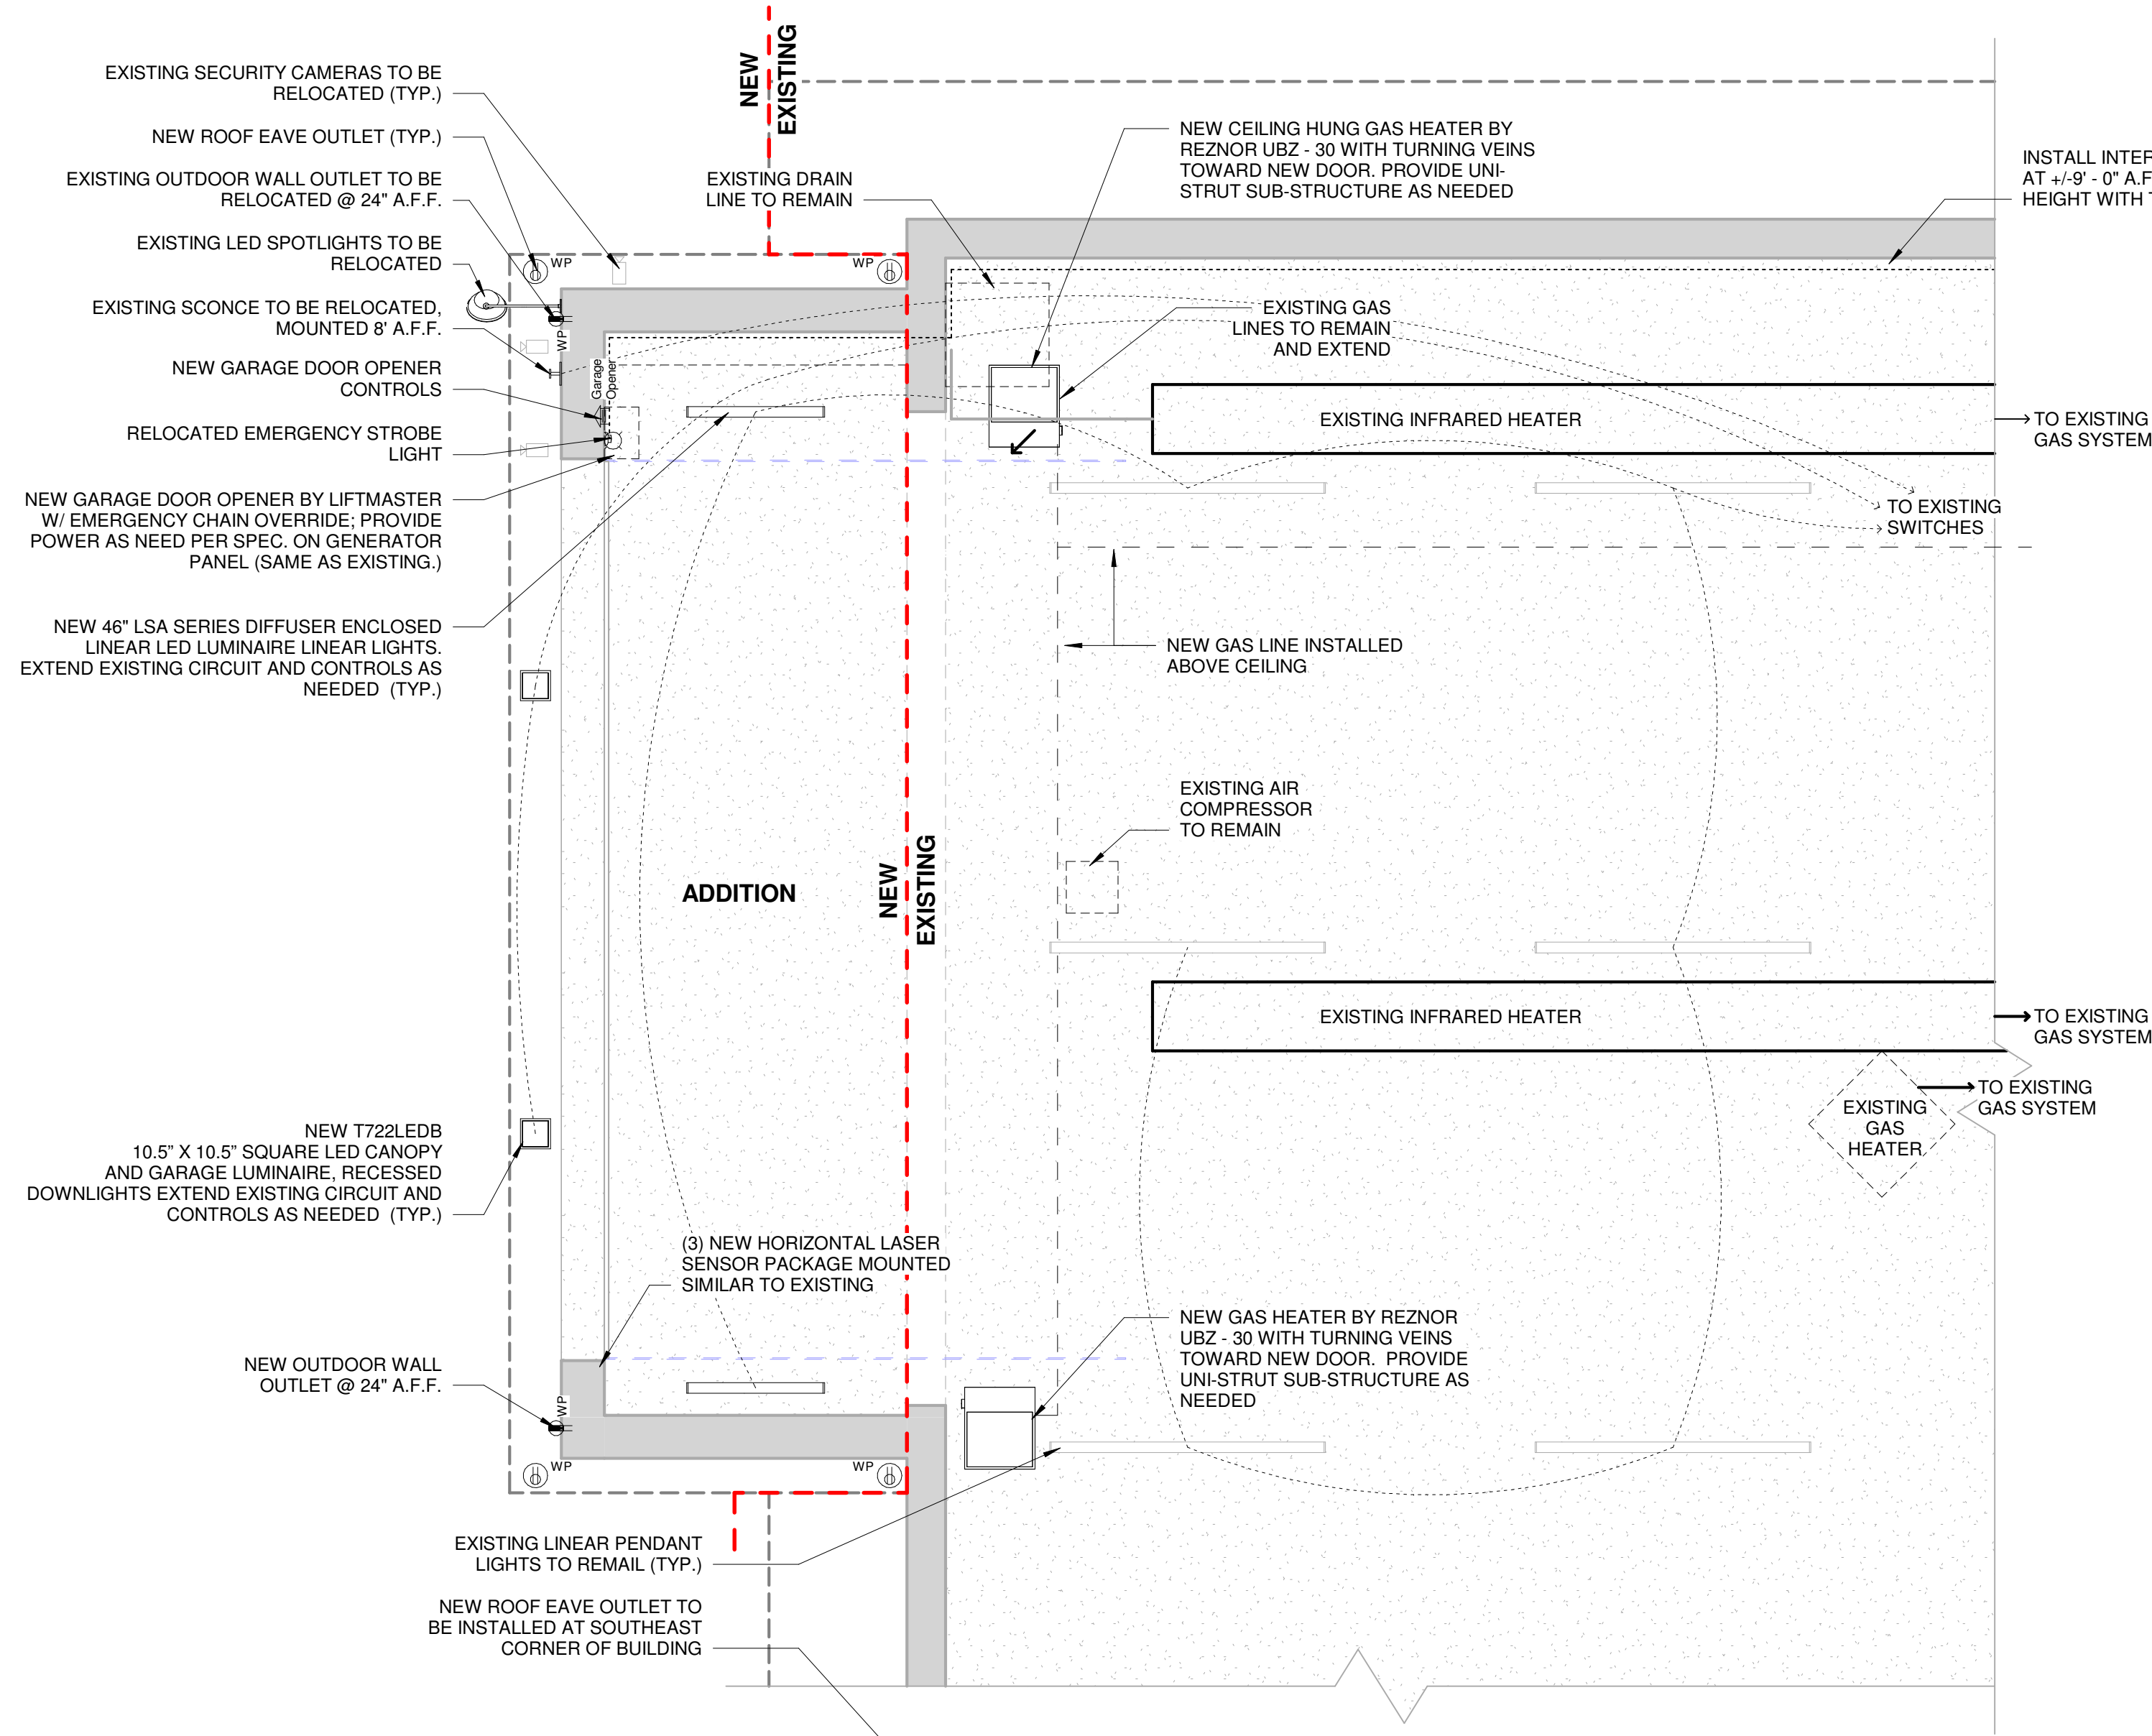 NEW
EXISTING
EXISTING SECURITY CAMERAS TO BE
RELOCATED (TYP.)
NEW ROOF EAVE OUTLET (TYP.)
EXISTING OUTDOOR WALL OUTLET TO BE
RELOCATED @ 24" A.F.F.
EXISTING LED SPOTLIGHTS TO BE
RELOCATED
EXISTING SCONCE TO BE RELOCATED,
MOUNTED 8' A.F.F.
NEW GARAGE DOOR OPENER
CONTROLS
RELOCATED EMERGENCY STROBE
LIGHT
NEW GARAGE DOOR OPENER BY LIFTMASTER
W/ EMERGENCY CHAIN OVERRIDE; PROVIDE
POWER AS NEED PER SPEC. ON GENERATOR
PANEL (SAME AS EXISTING.)
NEW 46" LSA SERIES DIFFUSER ENCLOSED
LINEAR LED LUMINAIRE LINEAR LIGHTS.
EXTEND EXISTING CIRCUIT AND CONTROLS AS
NEEDED (TYP.)
NEW T722LEDB
10.5” X 10.5” SQUARE LED CANOPY
AND GARAGE LUMINAIRE, RECESSED
DOWNLIGHTS EXTEND EXISTING CIRCUIT AND
CONTROLS AS NEEDED (TYP.)
NEW OUTDOOR WALL
OUTLET @ 24" A.F.F.
EXISTING LINEAR PENDANT
LIGHTS TO REMAIL (TYP.)
NEW ROOF EAVE OUTLET TO
BE INSTALLED AT SOUTHEAST
CORNER OF BUILDING
EXISTING DRAIN
LINE TO REMAIN
WP
WP
WP
Garage
Opener
NEW CEILING HUNG GAS HEATER BY
REZNOR UBZ - 30 WITH TURNING VEINS
TOWARD NEW DOOR. PROVIDE UNI-
STRUT SUB-STRUCTURE AS NEEDED
INSTALL INTER
AT +/-9' - 0" A.F
HEIGHT WITH T
EXISTING GAS
LINES TO REMAIN
AND EXTEND
EXISTING INFRARED HEATER
TO EXISTING
GAS SYSTEM
TO EXISTING
SWITCHES
NEW GAS LINE INSTALLED
ABOVE CEILING
EXISTING AIR
COMPRESSOR
TO REMAIN
ADDITION
NEW
EXISTING
EXISTING INFRARED HEATER
TO EXISTING
GAS SYSTEM
TO EXISTING
GAS SYSTEM
EXISTING
GAS
HEATER
(3) NEW HORIZONTAL LASER
SENSOR PACKAGE MOUNTED
SIMILAR TO EXISTING
NEW GAS HEATER BY REZNOR
UBZ - 30 WITH TURNING VEINS
TOWARD NEW DOOR. PROVIDE
UNI-STRUT SUB-STRUCTURE AS
NEEDED
WP
WP
WP